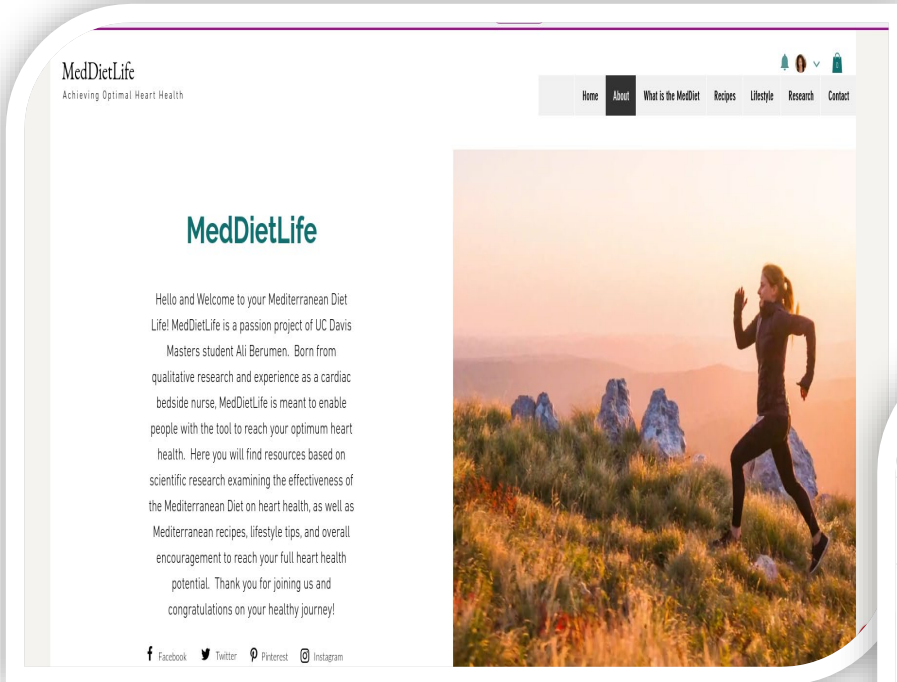 MedDietLife
Achieving Optimal Heart Health
0
Home About What is the MedDiet Recipes Lifestyle Research Contact
MedDietLife
Hello and Welcome to your Mediterranean Diet
Life! MedDietLife is a passion project of UC Davis
Masters student Ali Berumen. Born from
qualitative research and experience as a cardiac
bedside nurse, MedDietLife is meant to enable
people with the tool to reach your optimum heart
health. Here you will find resources based on
scientific research examining the effectiveness of
the Mediterranean Diet on heart health, as well as
Mediterranean recipes, lifestyle tips, and overall
encouragement to reach your full heart health
potential. Thank you for joining us and
congratulations on your healthy journey!
Facebook Twitter Pinterest Instagram